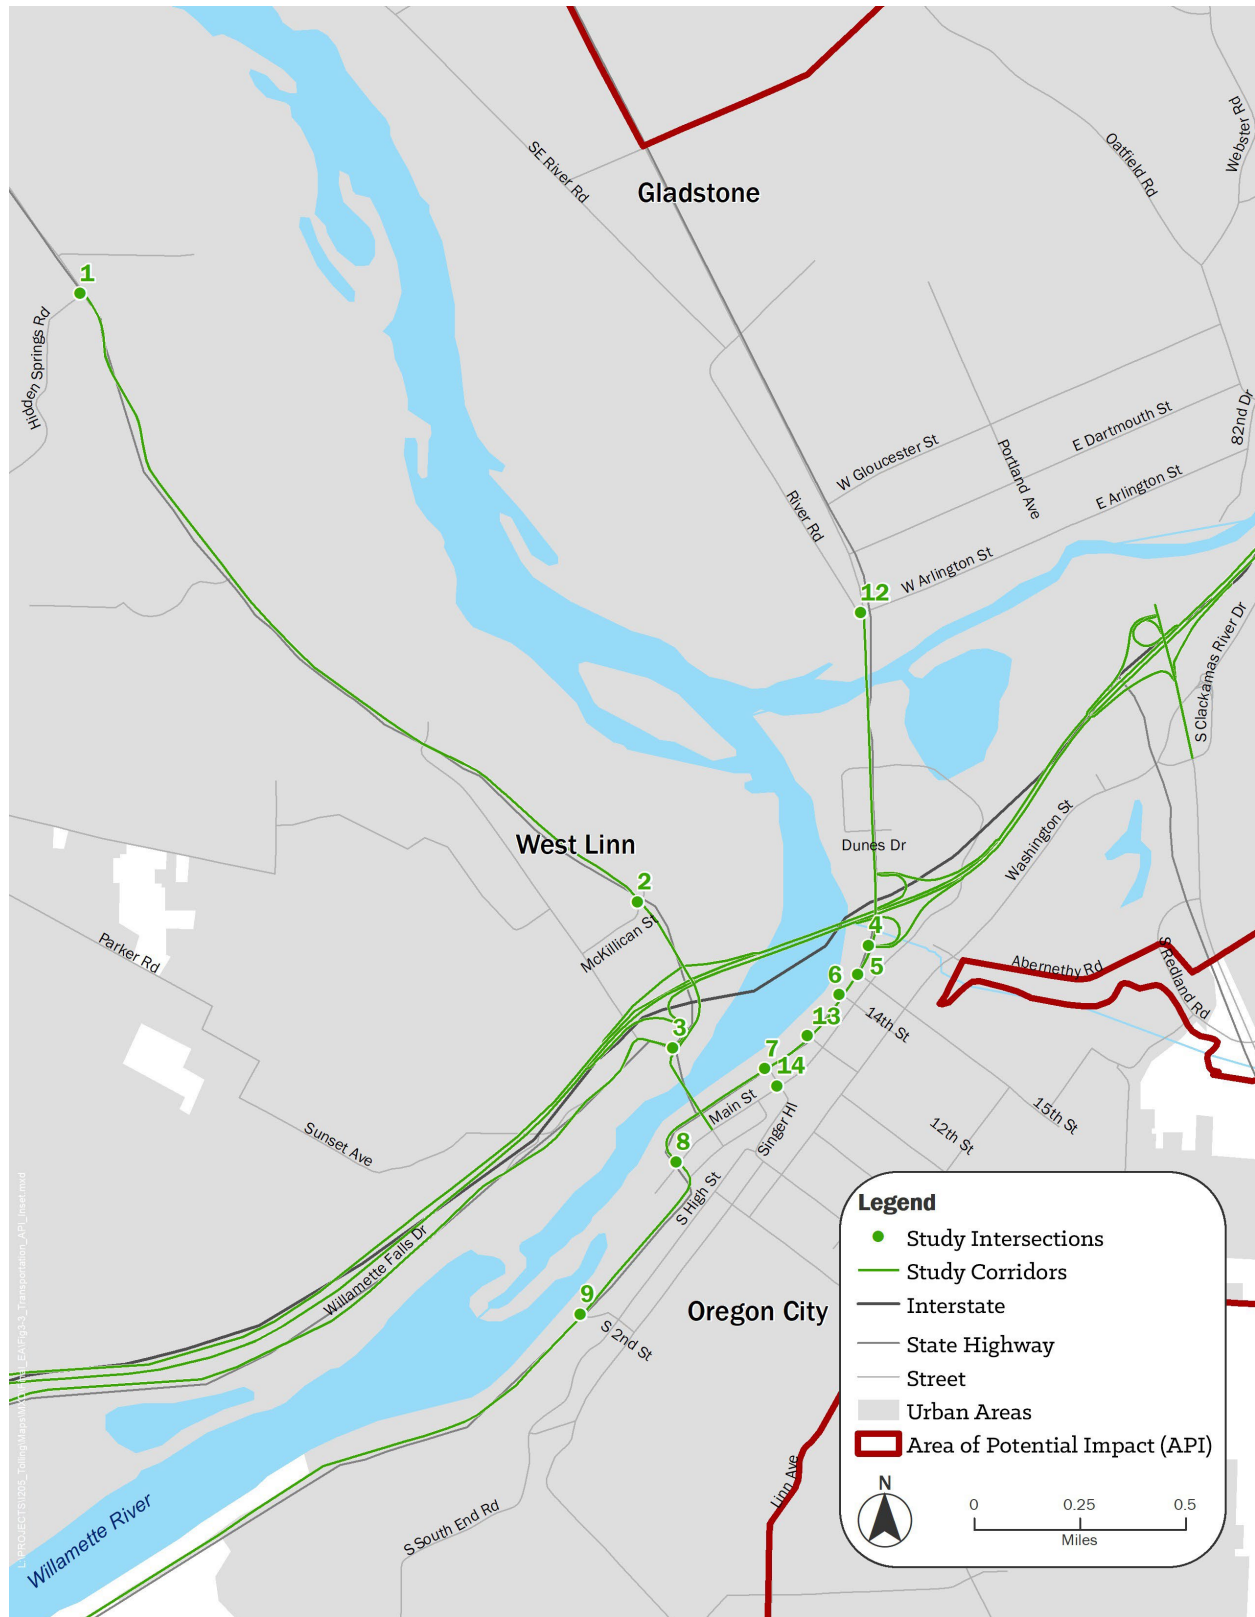 Webster Rd
Oatfield Rd
SE River Rd
Gladstone
1
Hidden Springs Rd
82nd Dr
E Dartmouth St
W Gloucester St
Portland Ave
E Arlington St
River Rd
W Arlington St
12
S Clackamas River Dr
Washington St
West Linn
Dunes Dr
2
McKillican St
4
Parker Rd
Abernethy Rd
S Redland Rd
5
6
14th St
13
3
7
14
Main St
15th St
Singer Hl
12th St
Sunset Ave
8
S High St
Willamette Falls Dr
9
Oregon City
S 2nd St
Linn Ave
S South End Rd
Willamette River
Legend
Study Intersections
Study Corridors
Interstate
State Highway
Street
Urban Areas
Area of Potential Impact (API)
N
0 0.25 0.5
Miles